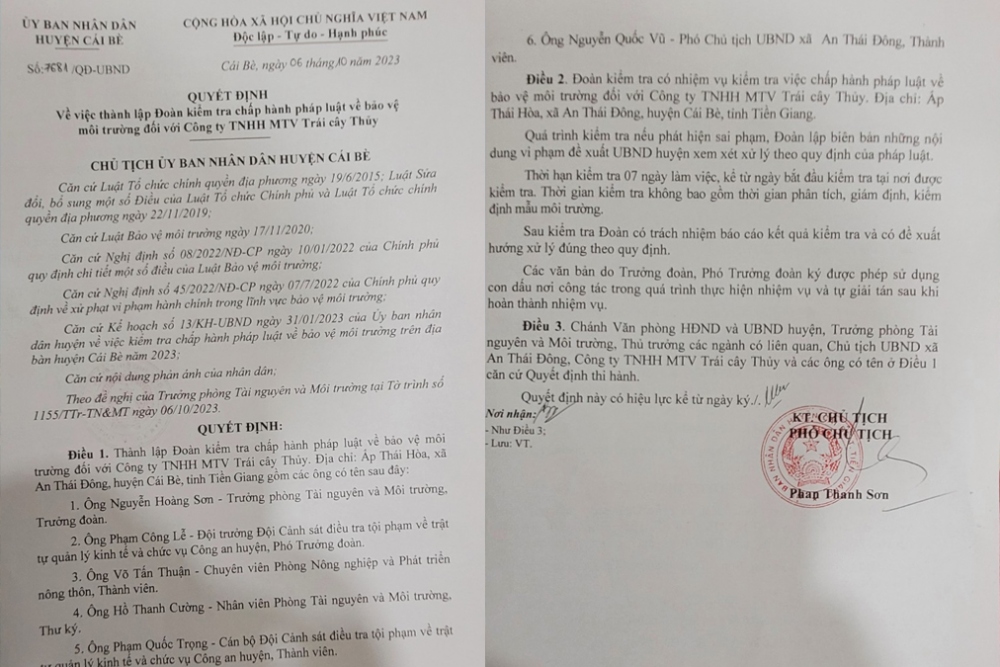 ỦY BAN NHÂN DÂN
HUYỆN CÁI BÈ
CỘNG HÒA XÃ HỘI CHỦ NGHĨA VIỆT NAM
Độc lập - Tự do - Hạnh phúc
Số: /QĐ-UBND
Cái Bè, ngày 06 tháng 10 năm 2023
QUYẾT ĐỊNH
Về việc thành lập Đoàn kiểm tra chấp hành pháp luật về bảo vệ
môi trường đối với Công ty TNHH MTV Trái cây Thúy
CHỦ TỊCH ỦY BAN NHÂN DÂN HUYỆN CÁI BÈ
Căn cứ Luật Tổ chức chính quyền địa phương ngày 19/6/2015; Luật Sửa
đổi, bổ sung một số Điều của Luật Tổ chức Chính phủ và Luật Tổ chức chính
quyền địa phương ngày 22/11/2019;
Căn cứ Luật Bảo vệ môi trường ngày 17/11/2020;
Căn cứ Nghị định số 08/2022/NĐ-CP ngày 10/01/2022 của Chính phủ
quy định chi tiết một số điều của Luật Bảo vệ môi trường;
Căn cứ Nghị định số 45/2022/NĐ-CP ngày 07/7/2022 của Chính phủ quy
định về xử phạt vi phạm hành chính trong lĩnh vực bảo vệ môi trường;
Căn cứ Kế hoạch số 13/KH-UBND ngày 31/01/2023 của Ủy ban nhân
dân huyện về việc kiểm tra chấp hành pháp luật về bảo vệ môi trường trên địa
bàn huyện Cái Bè năm 2023;
Căn cứ nội dung phản ánh của nhân dân;
Theo đề nghị của Trưởng phòng Tài nguyên và Môi trường tại Tờ trình số
1155/TTr-TN&MT ngày 06/10/2023.
QUYẾT ĐỊNH:
Điều 1. Thành lập Đoàn kiểm tra chấp hành pháp luật về bảo vệ môi
trường đối với Công ty TNHH MTV Trái cây Thúy. Địa chỉ: Ấp Thái Hòa, xã
An Thái Đông, huyện Cái Bè, tỉnh Tiền Giang gồm các ông có tên sau đây:
1. Ông Nguyễn Hoàng Sơn - Trưởng phòng Tài nguyên và Môi trường,
Trưởng đoàn.
2. Ông Phạm Công Lễ - Đội trưởng Đội Cảnh sát điều tra tội phạm về trật
tự quản lý kinh tế và chức vụ Công an huyện, Phó Trưởng đoàn.
3. Ông Võ Tấn Thuận - Chuyên viên Phòng Nông nghiệp và Phát triển
nông thôn, Thành viên.
4. Ông Hồ Thanh Cường - Nhân viên Phòng Tài nguyên và Môi trường,
Thư ký.
5. Ông Phạm Quốc Trọng - Cán bộ Đội Cảnh sát điều tra tội phạm về trật
tự quản lý kinh tế và chức vụ Công an huyện, Thành viên.
6. Ông Nguyễn Quốc Vũ - Phó Chủ tịch UBND xã An Thái Đông, Thành
viên.
Điều 2. Đoàn kiểm tra có nhiệm vụ kiểm tra việc chấp hành pháp luật về
bảo vệ môi trường đối với Công ty TNHH MTV Trái cây Thúy. Địa chỉ: Ấp
Thái Hòa, xã An Thái Đông, huyện Cái Bè, tỉnh Tiền Giang.
Quá trình kiểm tra nếu phát hiện sai phạm, Đoàn lập biên bản những nội
dung vi phạm đề xuất UBND huyện xem xét xử lý theo quy định của pháp luật.
Thời hạn kiểm tra 07 ngày làm việc, kể từ ngày bắt đầu kiểm tra tại nơi được
kiểm tra. Thời gian kiểm tra không bao gồm thời gian phân tích, giám định, kiểm
định mẫu môi trường.
Sau kiểm tra Đoàn có trách nhiệm báo cáo kết quả kiểm tra và có đề xuất
hướng xử lý đúng theo quy định.
Các văn bản do Trưởng đoàn, Phó Trưởng đoàn ký được phép sử dụng
con dấu nơi công tác trong quá trình thực hiện nhiệm vụ và tự giải tán sau khi
hoàn thành nhiệm vụ.
Điều 3. Chánh Văn phòng HĐND và UBND huyện, Trưởng phòng Tài
nguyên và Môi trường, Thủ trưởng các ngành có liên quan, Chủ tịch UBND xã
An Thái Đông, Công ty TNHH MTV Trái cây Thúy và các ông có tên ở Điều 1
căn cứ Quyết định thi hành.
Quyết định này có hiệu lực kể từ ngày ký./.
Nơi nhận:
- Như Điều 3;
- Lưu: VT.
KT. CHỦ TỊCH
PHÓ CHỦ TỊCH
Phan Thanh Sơn